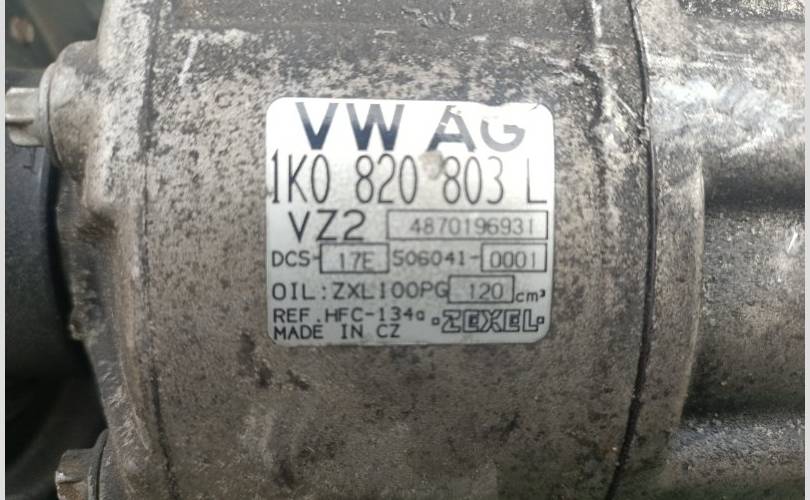 VW AG
1K0 820 803 L
VZ2 4870196931
DCS-17E 506041-0001
OIL:ZXL100PG 120 cm³
REF.HFC-134a
MADE IN CZ ZEXEL